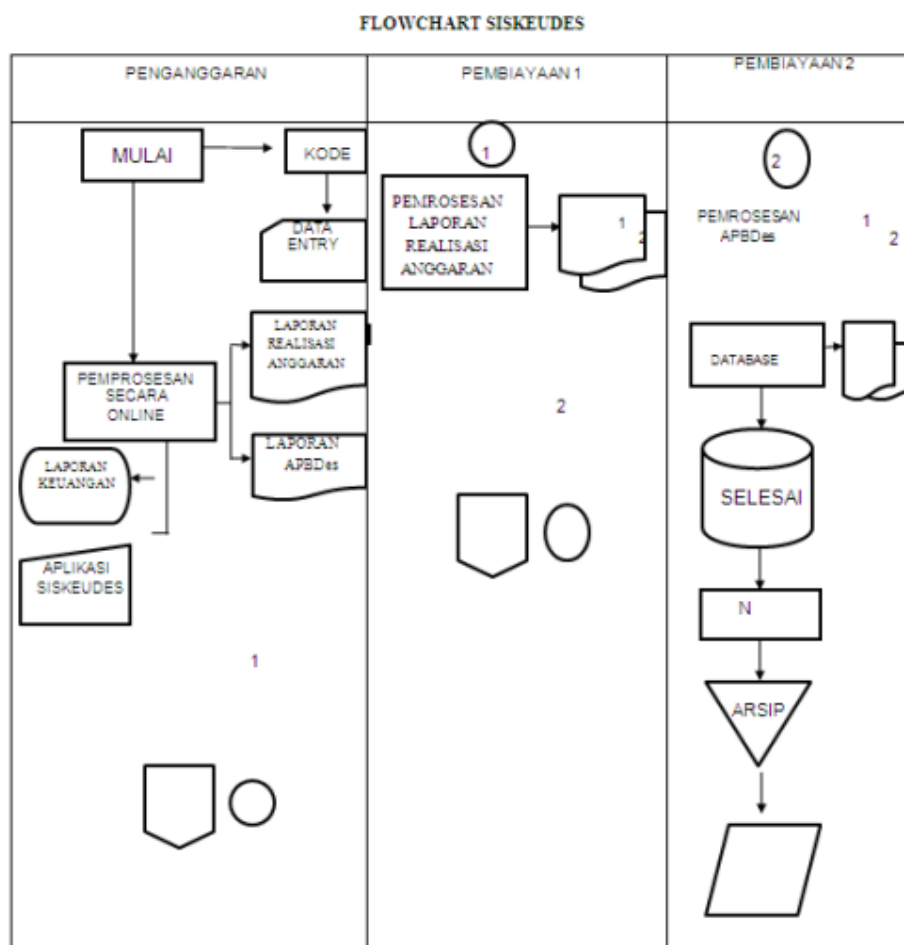 FLOWCHART SISKEUDES
PENGANGGARAN
PEMBIAYAAN 1
PEMBIAYAAN 2
MULAI
KODE
DATA
ENTRY
LAPORAN
REALISASI
ANGGARAN
PEMPROSESAN
SECARA
ONLINE
LAPORAN
APBDes
LAPORAN
KEUANGAN
APLIKASI
SISKEUDES
1
1
PEMROSESAN
LAPORAN
REALISASI
ANGGARAN
1
2
2
2
PEMROSESAN
APBDes
1
2
DATABASE
SELESAI
N
ARSIP